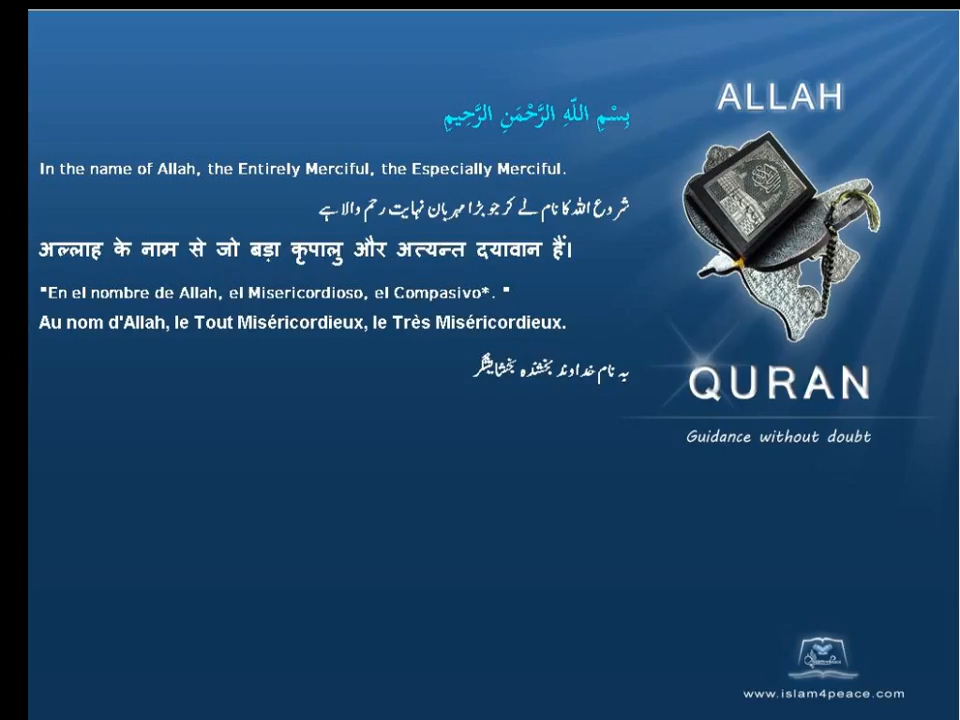 بِسْمِ اللَّهِ الرَّحْمَنِ الرَّحِيمِ
In the name of Allah, the Entirely Merciful, the Especially Merciful.
شروع اللہ کا نام لے کر جو بڑا مہربان نہایت رحم والا ہے
अल्लाह के नाम से जो बड़ा कृपालु और अत्यन्त दयावान हैं।
"En el nombre de Allah, el Misericordioso, el Compasivo*. "
Au nom d'Allah, le Tout Miséricordieux, le Très Miséricordieux.
به نام خداوند بخشنده بخشایشگر
ALLAH
QURAN
Guidance without doubt
www.islam4peace.com